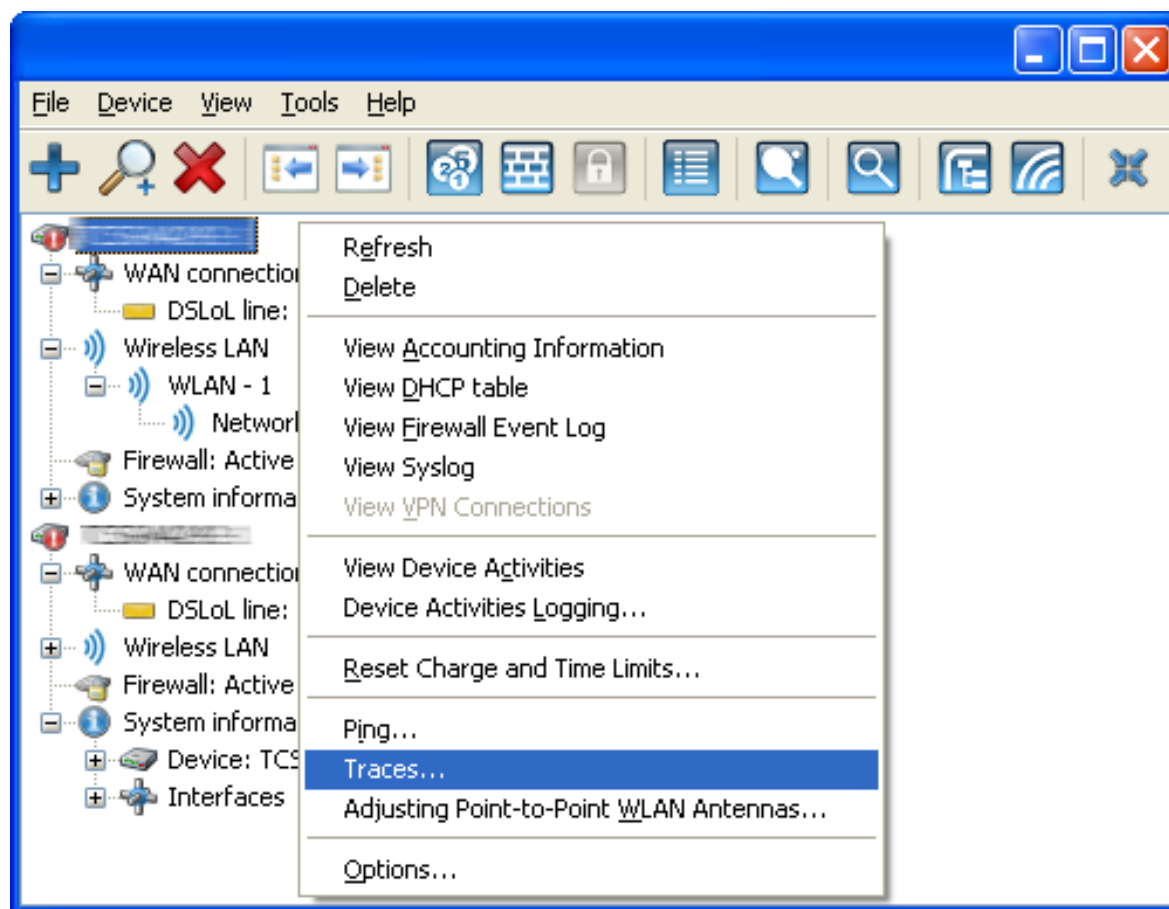 File Device View Tools Help
WAN connection
DSLoL line:
Wireless LAN
WLAN - 1
Network
Firewall: Active
System informa
WAN connection
DSLoL line:
Wireless LAN
Firewall: Active
System informa
Device: TCS
Interfaces
Refresh
Delete
View Accounting Information
View DHCP table
View Firewall Event Log
View Syslog
View VPN Connections
View Device Activities
Device Activities Logging...
Reset Charge and Time Limits...
Ping...
Traces...
Adjusting Point-to-Point WLAN Antennas...
Options...